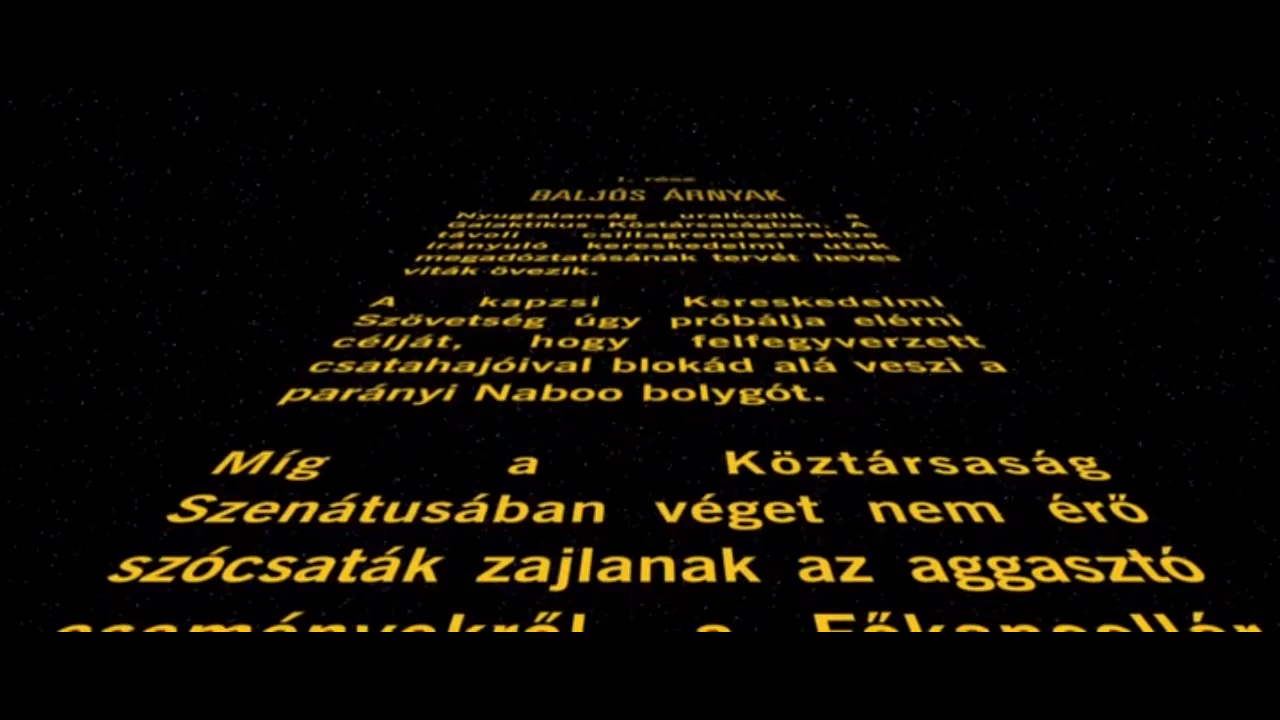 I. rész
BALJÓS ÁRNYAK
Nyugtalanság uralkodik a
Galaktikus Köztársaságban. A
távoli csillagrendszerekbe
irányuló kereskedelmi utak
megadóztatásának tervét heves
viták övezik.
A kapzsi Kereskedelmi
Szövetség úgy próbálja elérni
célját, hogy felfegyverzett
csatahajóival blokád alá veszi a
parányi Naboo bolygót.
Míg a Köztársaság
Szenátusában véget nem érő
szócsaták zajlanak az aggasztó
eseményekről, a Főkancellár